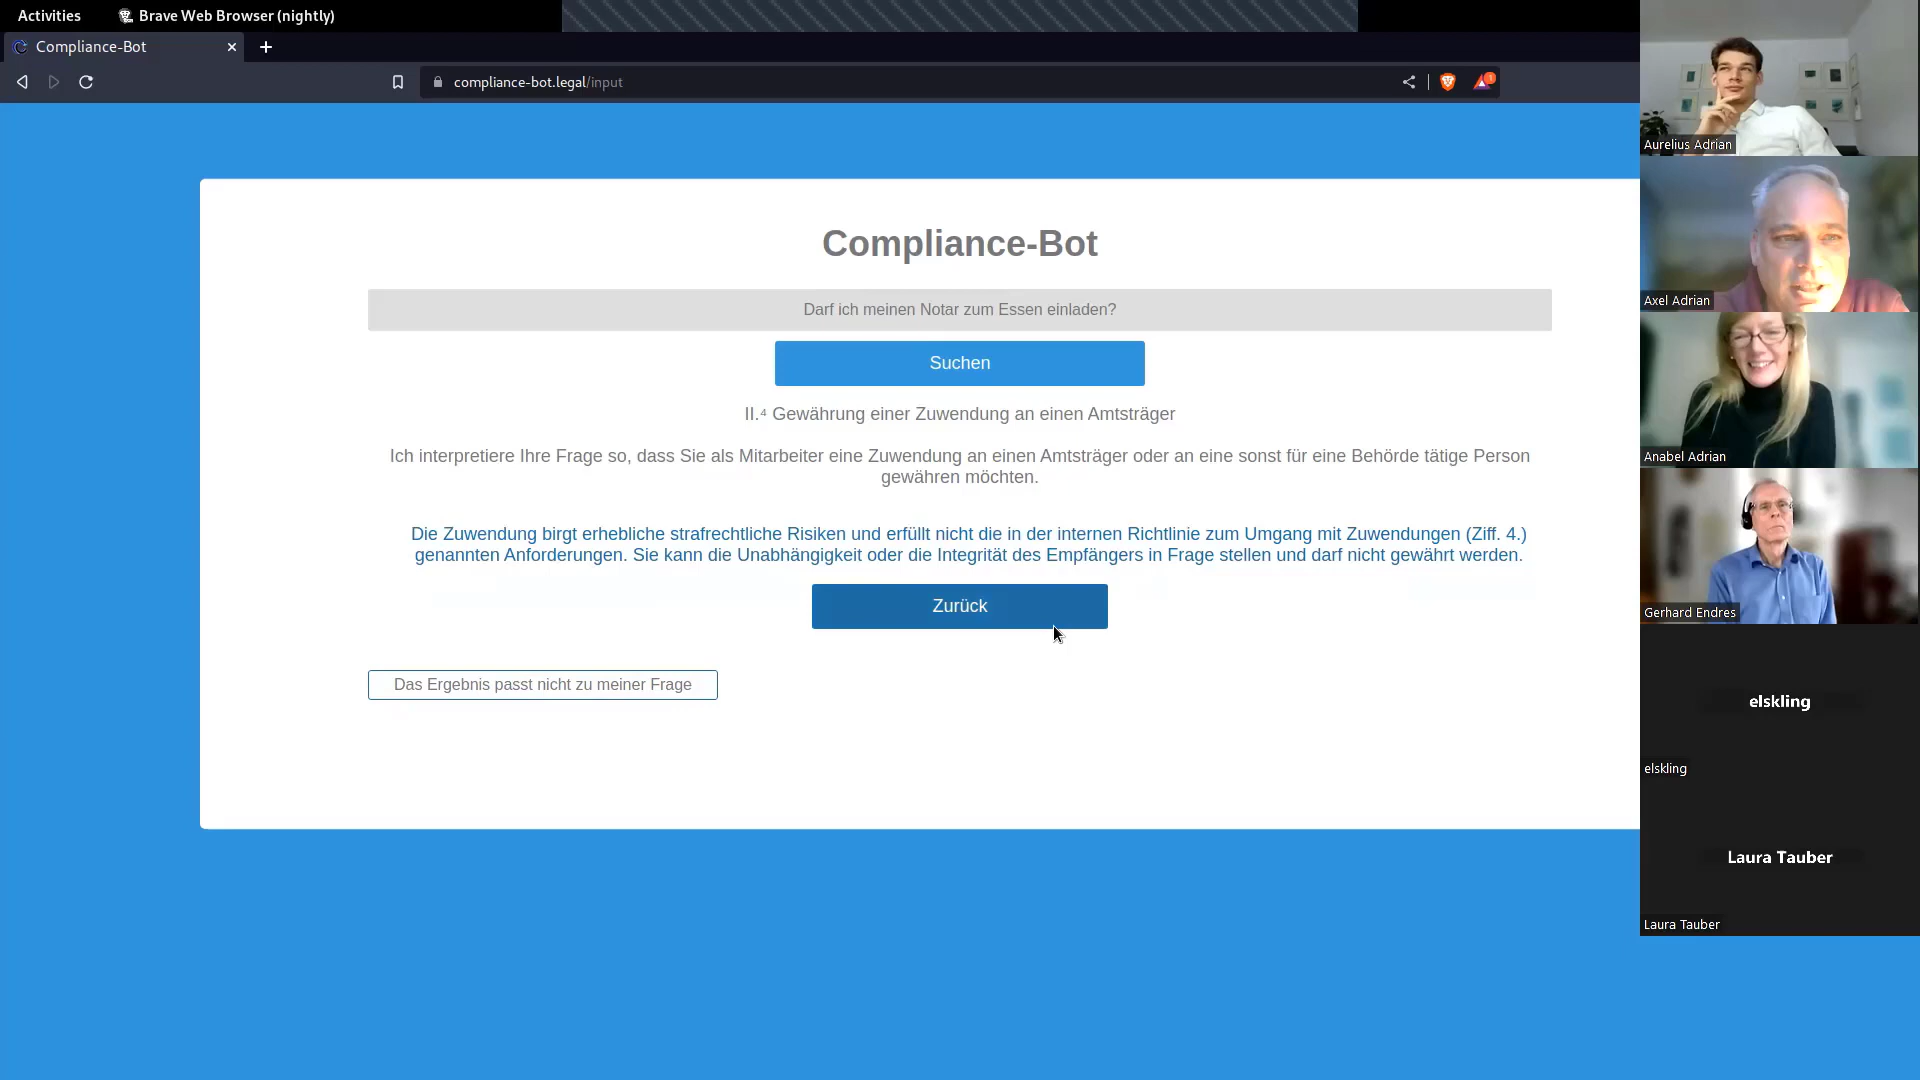 Activities
Brave Web Browser (nightly)
Compliance-Bot
compliance-bot.legal/input
1
Compliance-Bot
Darf ich meinen Notar zum Essen einladen?
Suchen
II.⁴ Gewährung einer Zuwendung an einen Amtsträger
Ich interpretiere Ihre Frage so, dass Sie als Mitarbeiter eine Zuwendung an einen Amtsträger oder an eine sonst für eine Behörde tätige Person
gewähren möchten.
Die Zuwendung birgt erhebliche strafrechtliche Risiken und erfüllt nicht die in der internen Richtlinie zum Umgang mit Zuwendungen (Ziff. 4.)
genannten Anforderungen. Sie kann die Unabhängigkeit oder die Integrität des Empfängers in Frage stellen und darf nicht gewährt werden.
Zurück
Das Ergebnis passt nicht zu meiner Frage
Aurelius Adrian
Axel Adrian
Anabel Adrian
Gerhard Endres
elskling
elskling
Laura Tauber
Laura Tauber